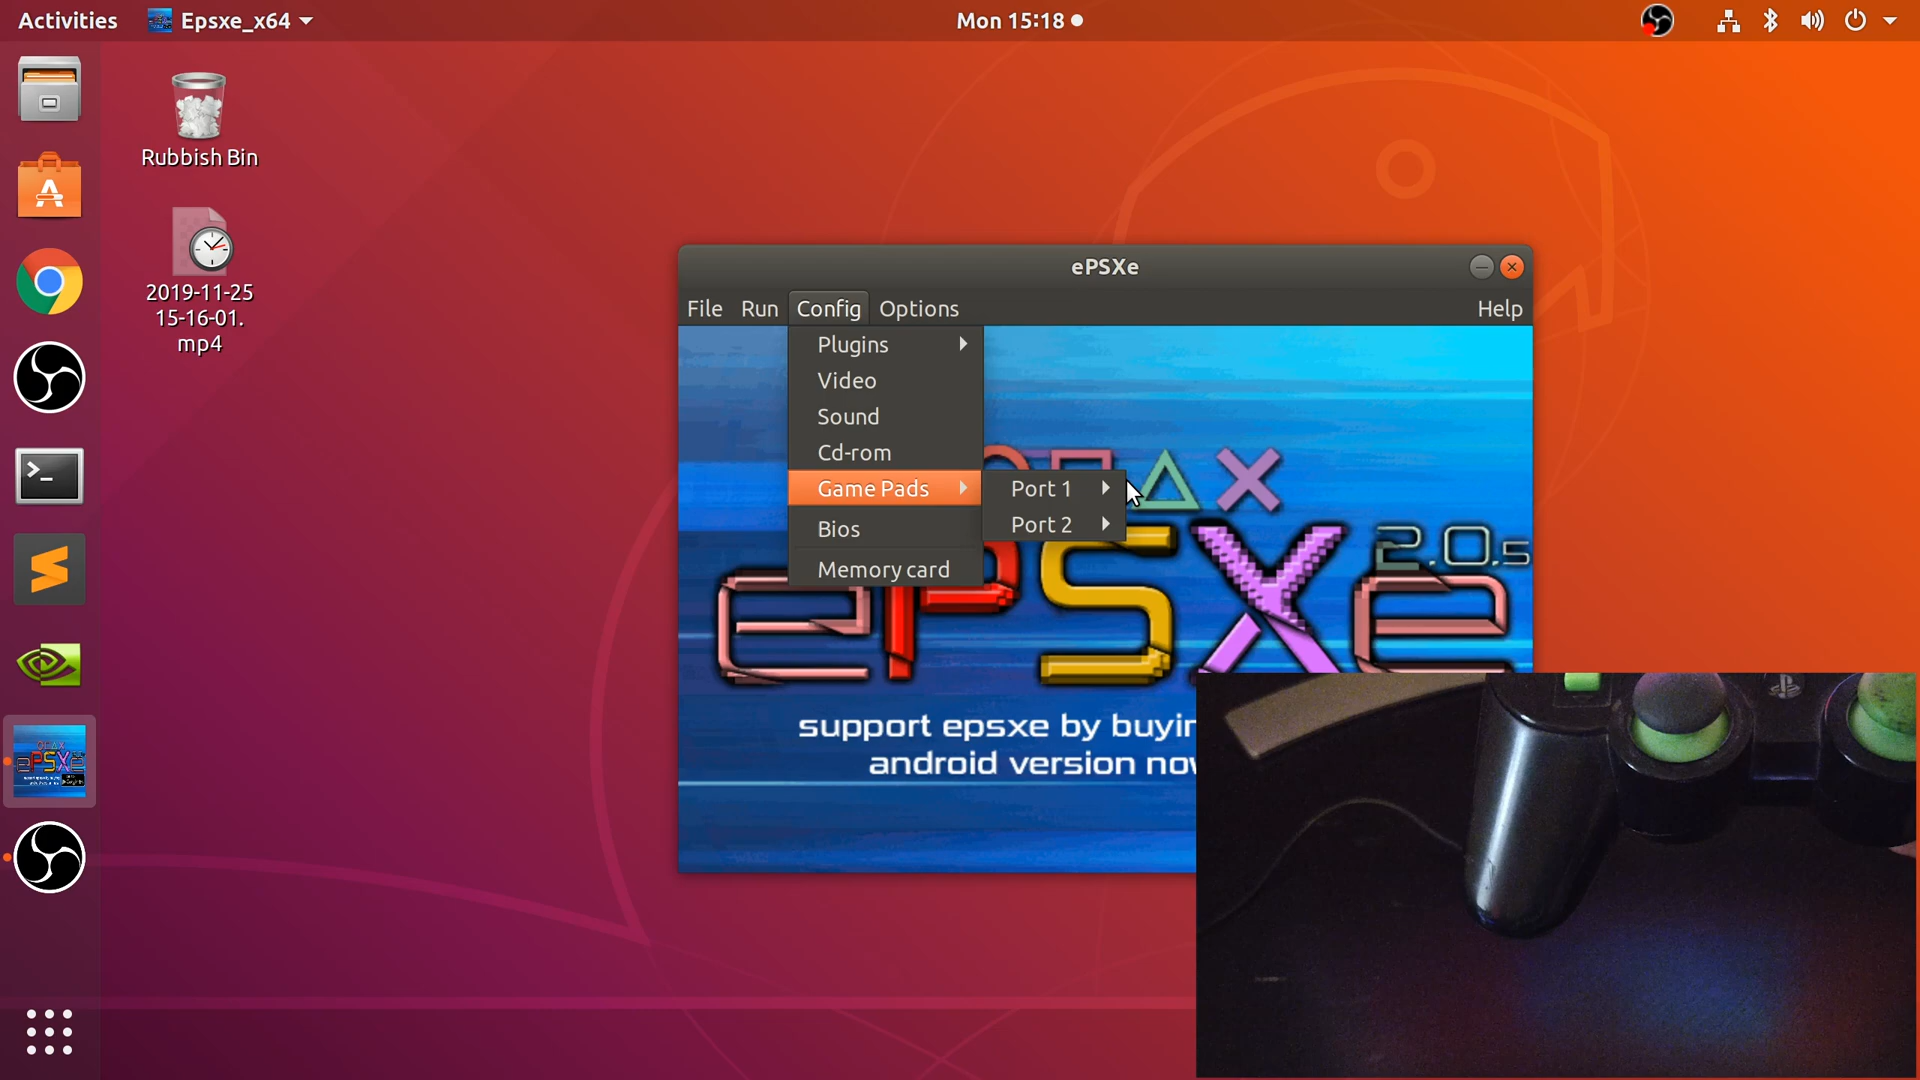 Activities
Epsxe_x64
Mon 15:18
Rubbish Bin
2019-11-25
15-16-01.
mp4
ePSXe
File Run Config Options Help
Plugins
Video
Sound
Cd-rom
Game Pads
Port 1
Port 2
Bios
Memory card
2.0.5
ePSXe
support epsxe by buyin
android version now